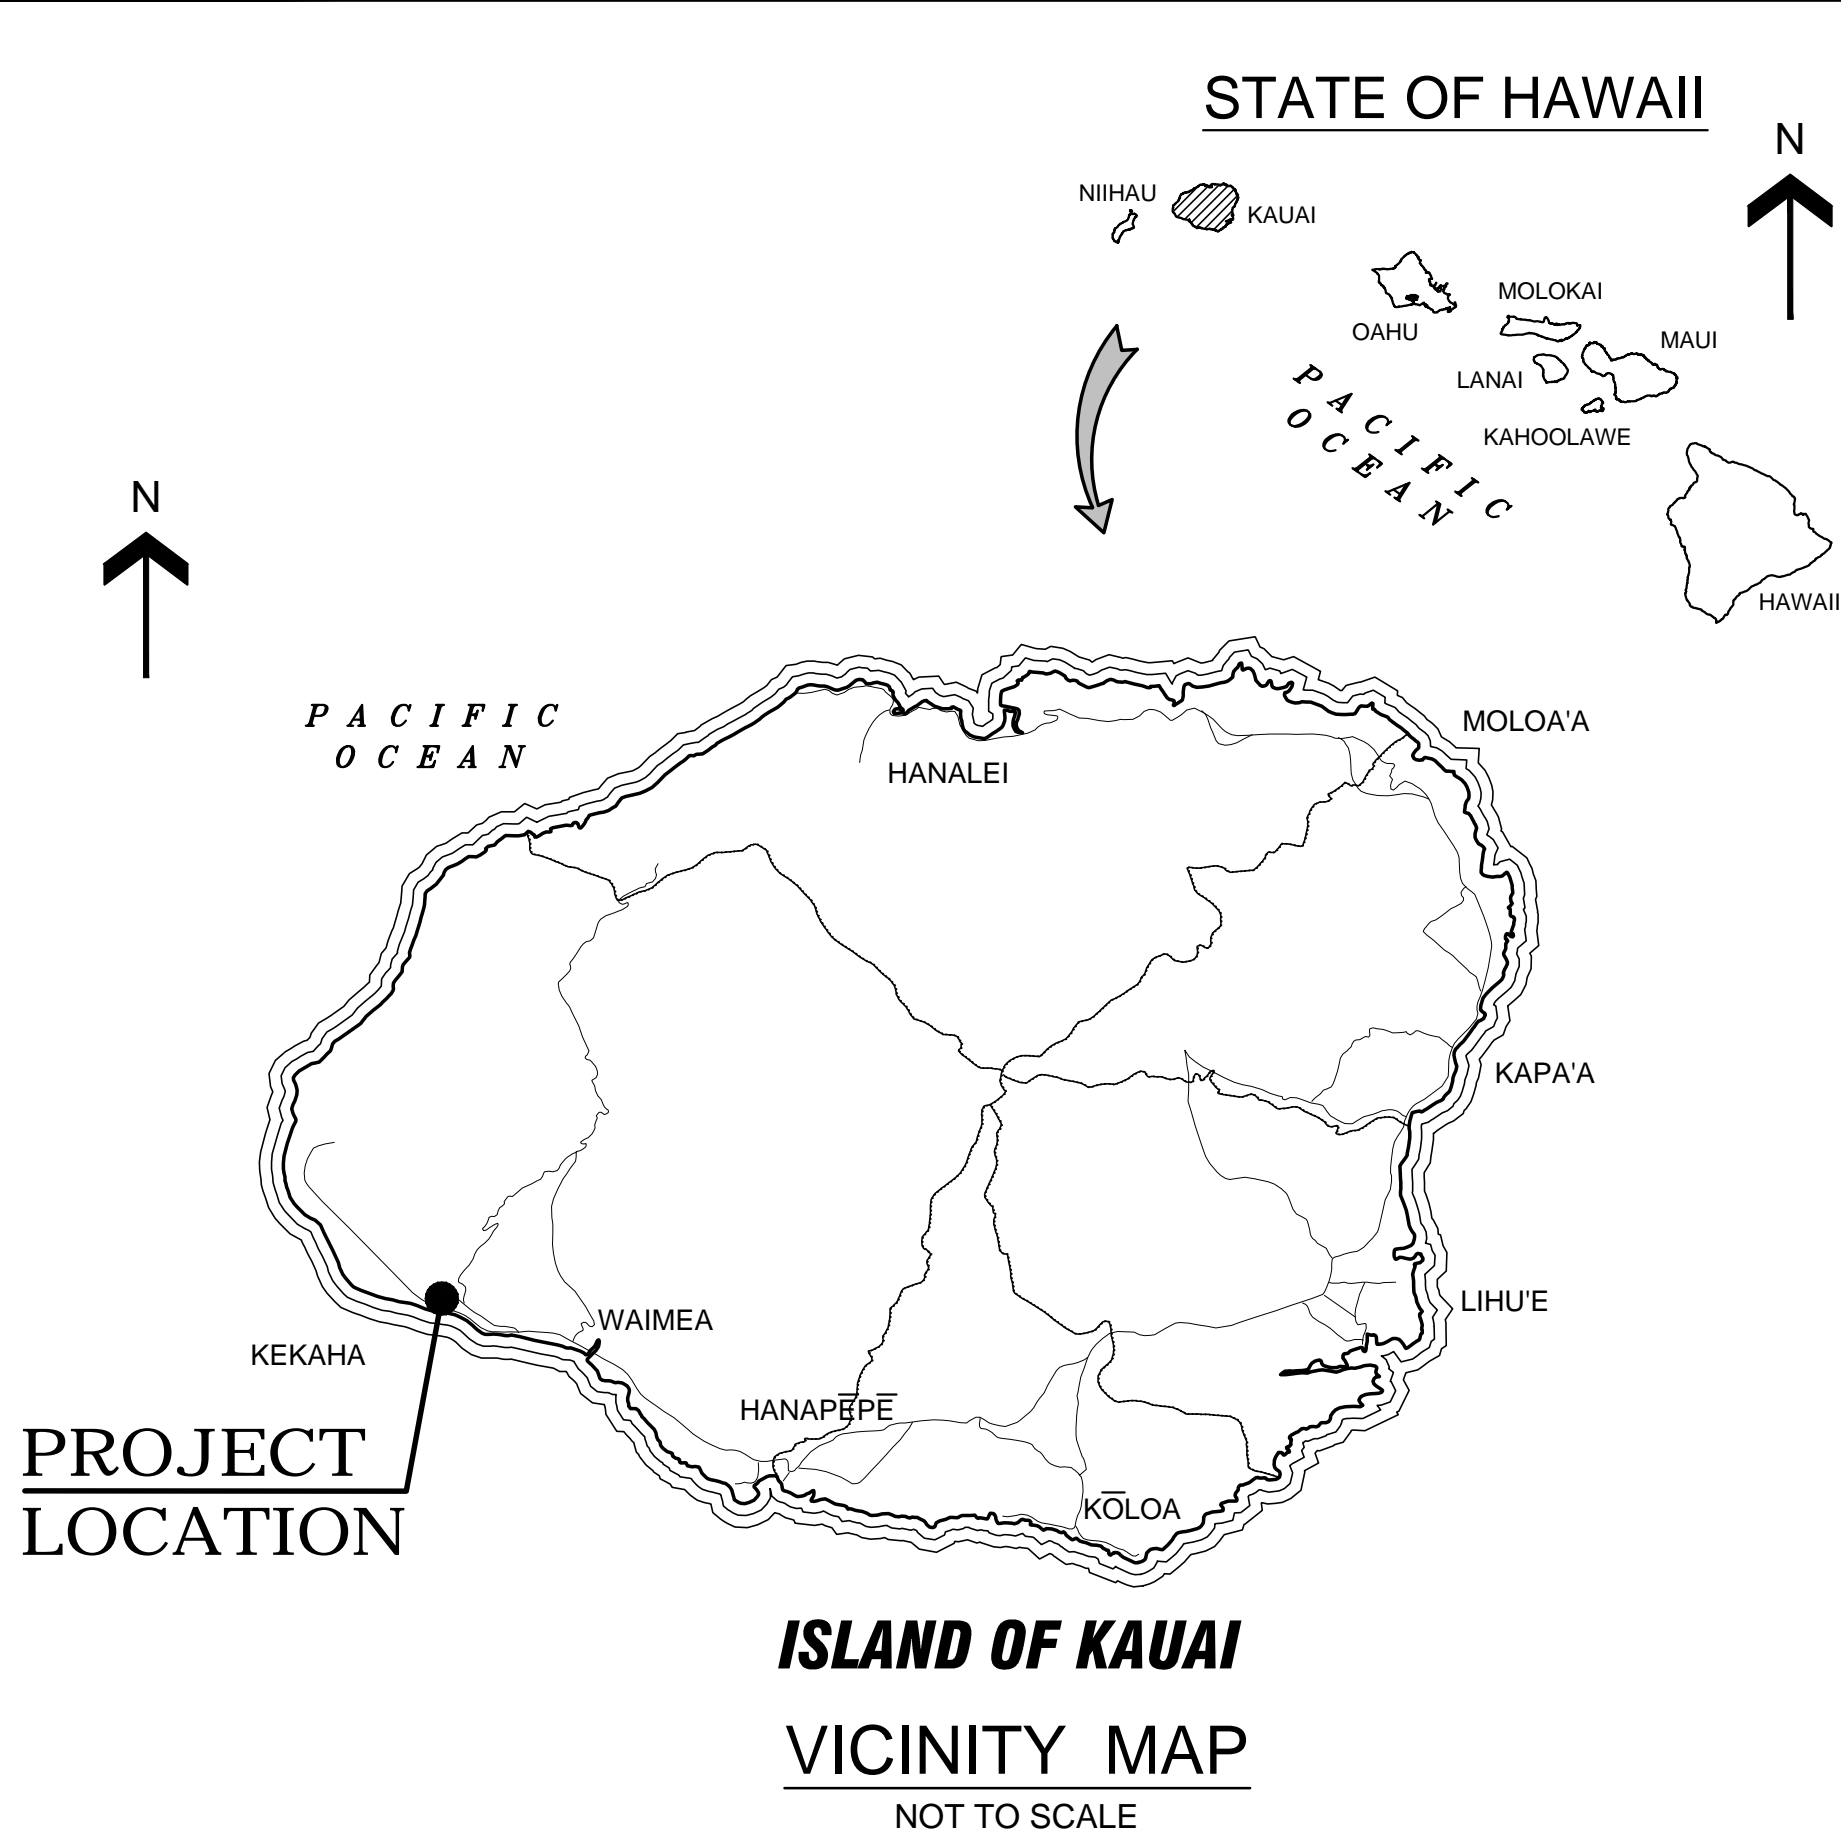 STATE OF HAWAII
N
NIIHAU
KAUAI
MOLOKAI
OAHU
MAUI
LANAI
PACIFIC
OCEAN
KAHOOLAWE
N
HAWAII
PACIFIC
OCEAN
MOLOA'A
HANALEI
KAPA'A
LIHU'E
WAIMEA
KEKAHA
HANAPĒPĒ
PROJECT
LOCATION
KŌLOA
ISLAND OF KAUAI
VICINITY MAP
NOT TO SCALE